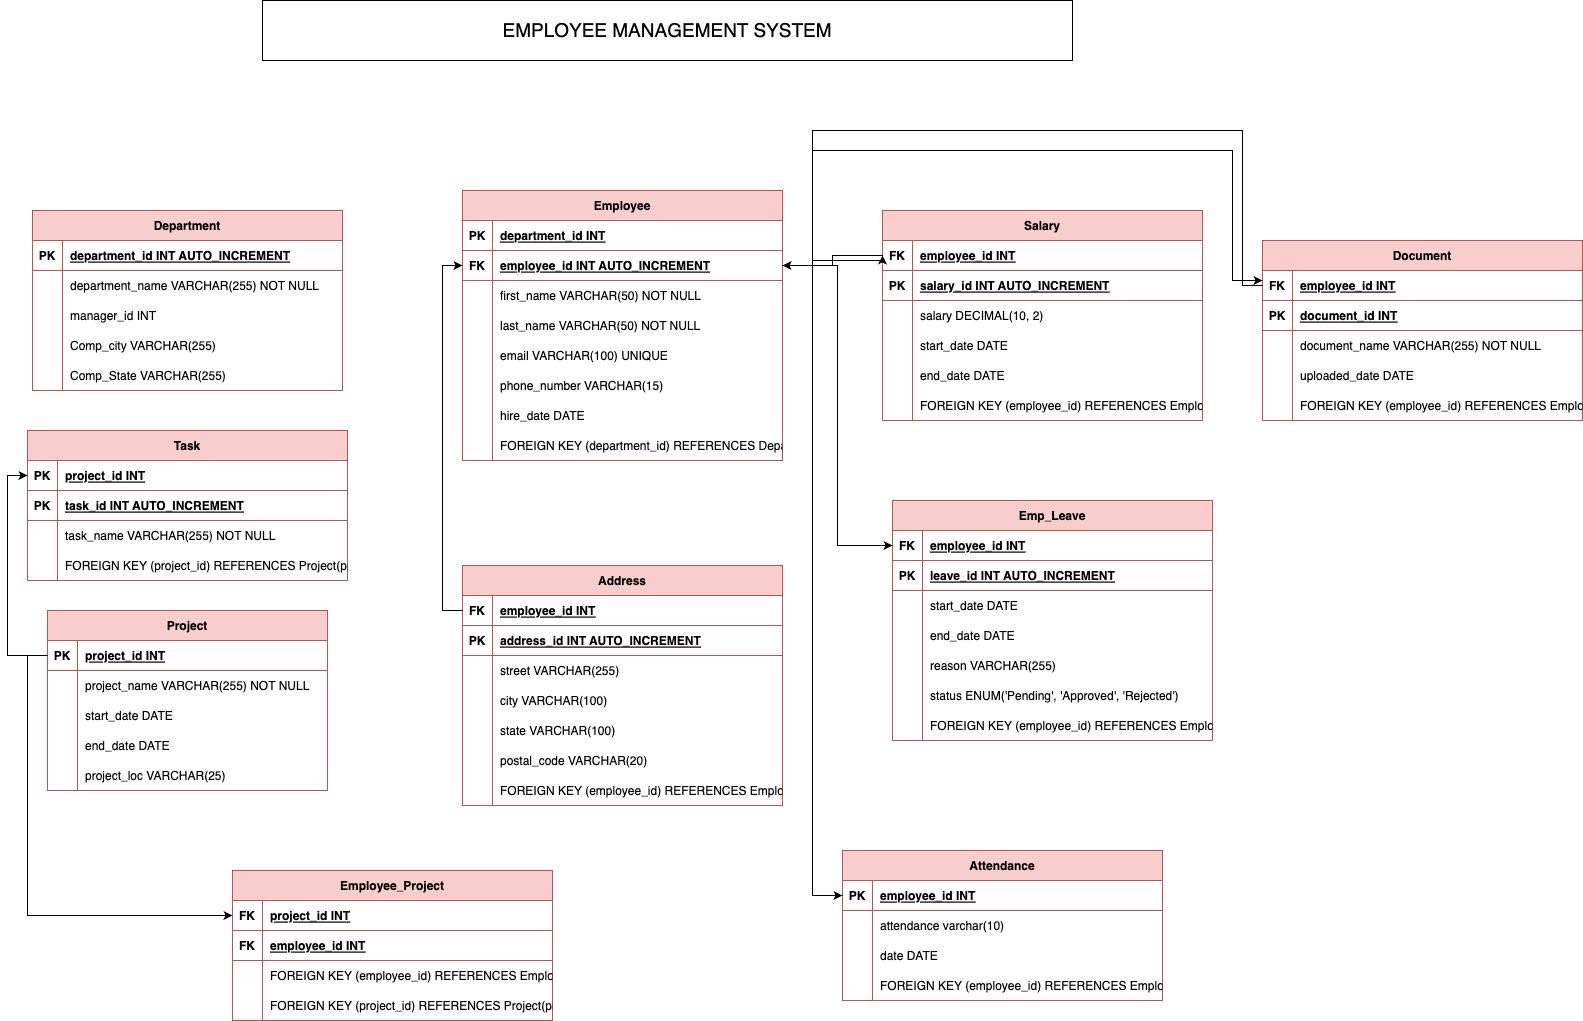 EMPLOYEE MANAGEMENT SYSTEM
Department
PK department_id INT AUTO_INCREMENT
department_name VARCHAR(255) NOT NULL
manager_id INT
Comp_city VARCHAR(255)
Comp_State VARCHAR(255)
Task
PK project_id INT
PK task_id INT AUTO_INCREMENT
task_name VARCHAR(255) NOT NULL
FOREIGN KEY (project_id) REFERENCES Project(p
Project
PK project_id INT
project_name VARCHAR(255) NOT NULL
start_date DATE
end_date DATE
project_loc VARCHAR(25)
Employee_Project
FK project_id INT
FK employee_id INT
FOREIGN KEY (employee_id) REFERENCES Emplo
FOREIGN KEY (project_id) REFERENCES Project(p
Employee
PK department_id INT
FK employee_id INT AUTO_INCREMENT
first_name VARCHAR(50) NOT NULL
last_name VARCHAR(50) NOT NULL
email VARCHAR(100) UNIQUE
phone_number VARCHAR(15)
hire_date DATE
FOREIGN KEY (department_id) REFERENCES Depa
Address
FK employee_id INT
PK address_id INT AUTO_INCREMENT
street VARCHAR(255)
city VARCHAR(100)
state VARCHAR(100)
postal_code VARCHAR(20)
FOREIGN KEY (employee_id) REFERENCES Emplo
Salary
FK employee_id INT
PK salary_id INT AUTO_INCREMENT
salary DECIMAL(10, 2)
start_date DATE
end_date DATE
FOREIGN KEY (employee_id) REFERENCES Emplo
Emp_Leave
FK employee_id INT
PK leave_id INT AUTO_INCREMENT
start_date DATE
end_date DATE
reason VARCHAR(255)
status ENUM('Pending', 'Approved', 'Rejected')
FOREIGN KEY (employee_id) REFERENCES Emplo
Attendance
PK employee_id INT
attendance varchar(10)
date DATE
FOREIGN KEY (employee_id) REFERENCES Emplo
Document
FK employee_id INT
PK document_id INT
document_name VARCHAR(255) NOT NULL
uploaded_date DATE
FOREIGN KEY (employee_id) REFERENCES Emplo